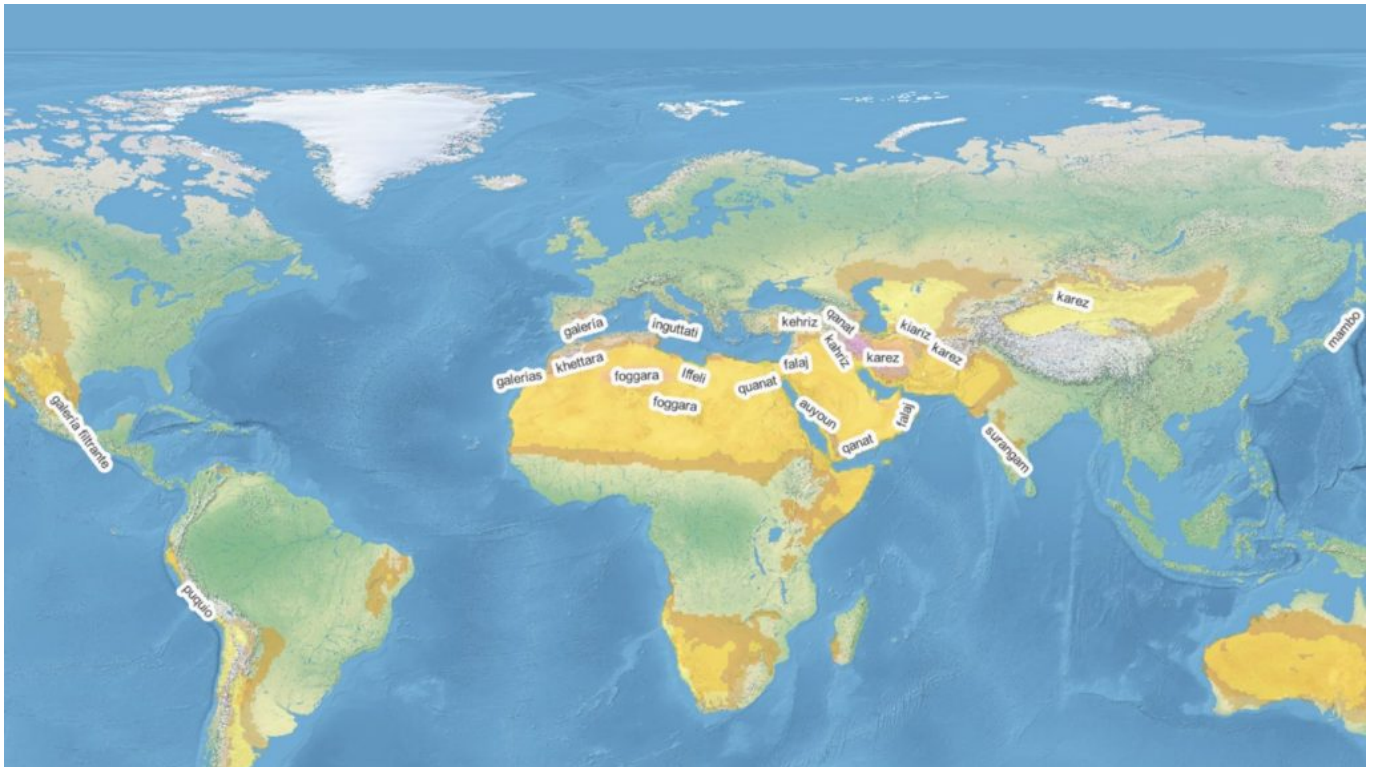 galería filtrante
puquio
galería
inguttati
galerías
khettara
foggara
Iffeli
foggara
quanat
kehriz
qanat
kahriz
falaj
karez
kiariz
karez
auyoun
qanat
falaj
surangam
karez
mambo